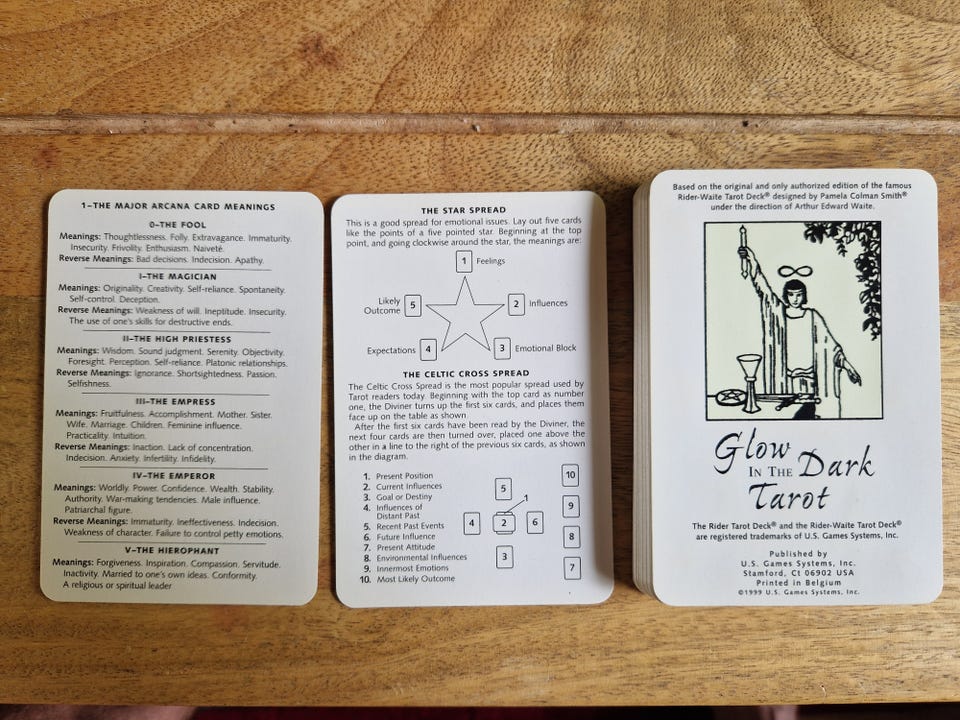 1–THE MAJOR ARCANA CARD MEANINGS
0–THE FOOL
Meanings: Thoughtlessness. Folly. Extravagance. Immaturity.
Insecurity. Frivolity. Enthusiasm. Naiveté.
Reverse Meanings: Bad decisions. Indecision. Apathy.
I–THE MAGICIAN
Meanings: Originality. Creativity. Self-reliance. Spontaneity.
Self-control. Deception.
Reverse Meanings: Weakness of will. Ineptitude. Insecurity.
The use of one's skills for destructive ends.
II–THE HIGH PRIESTESS
Meanings: Wisdom. Sound judgment. Serenity. Objectivity.
Foresight. Perception. Self-reliance. Platonic relationships.
Reverse Meanings: Ignorance. Shortsightedness. Passion.
Selfishness.
III–THE EMPRESS
Meanings: Fruitfulness. Accomplishment. Mother. Sister.
Wife. Marriage. Children. Feminine influence.
Practicality. Intuition.
Reverse Meanings: Inaction. Lack of concentration.
Indecision. Anxiety. Infertility. Infidelity.
IV–THE EMPEROR
Meanings: Worldly. Power. Confidence. Wealth. Stability.
Authority. War-making tendencies. Male influence.
Patriarchal figure.
Reverse Meanings: Immaturity. Ineffectiveness. Indecision.
Weakness of character. Failure to control petty emotions.
V–THE HIEROPHANT
Meanings: Forgiveness. Inspiration. Compassion. Servitude.
Inactivity. Married to one's own ideas. Conformity.
A religious or spiritual leader
THE STAR SPREAD
This is a good spread for emotional issues. Lay out five cards
like the points of a five pointed star. Beginning at the top
point, and going clockwise around the star, the meanings are:
1 Feelings
Likely
Outcome 5
2 Influences
Expectations 4
3 Emotional Block
THE CELTIC CROSS SPREAD
The Celtic Cross Spread is the most popular spread used by
Tarot readers today. Beginning with the top card as number
one, the Diviner turns up the first six cards, and places them
face up on the table as shown.
After the first six cards have been read by the Diviner, the
next four cards are then turned over, placed one above the
other in a line to the right of the previous six cards, as shown
in the diagram.
1. Present Position
2. Current Influences
3. Goal or Destiny
4. Influences of
Distant Past
5. Recent Past Events
6. Future Influence
7. Present Attitude
8. Environmental Influences
9. Innermost Emotions
10. Most Likely Outcome
10
5
1
9
4 2 6
8
3
7
Based on the original and only authorized edition of the famous
Rider-Waite Tarot Deck® designed by Pamela Colman Smith®
under the direction of Arthur Edward Waite.
Glow
IN THE Dark
Tarot
The Rider Tarot Deck® and the Rider-Waite Tarot Deck®
are registered trademarks of U.S. Games Systems, Inc.
Published by
U.S. Games Systems, Inc.
Stamford, Ct 06902 USA
Printed in Belgium
©1999 U.S. Games Systems, Inc.